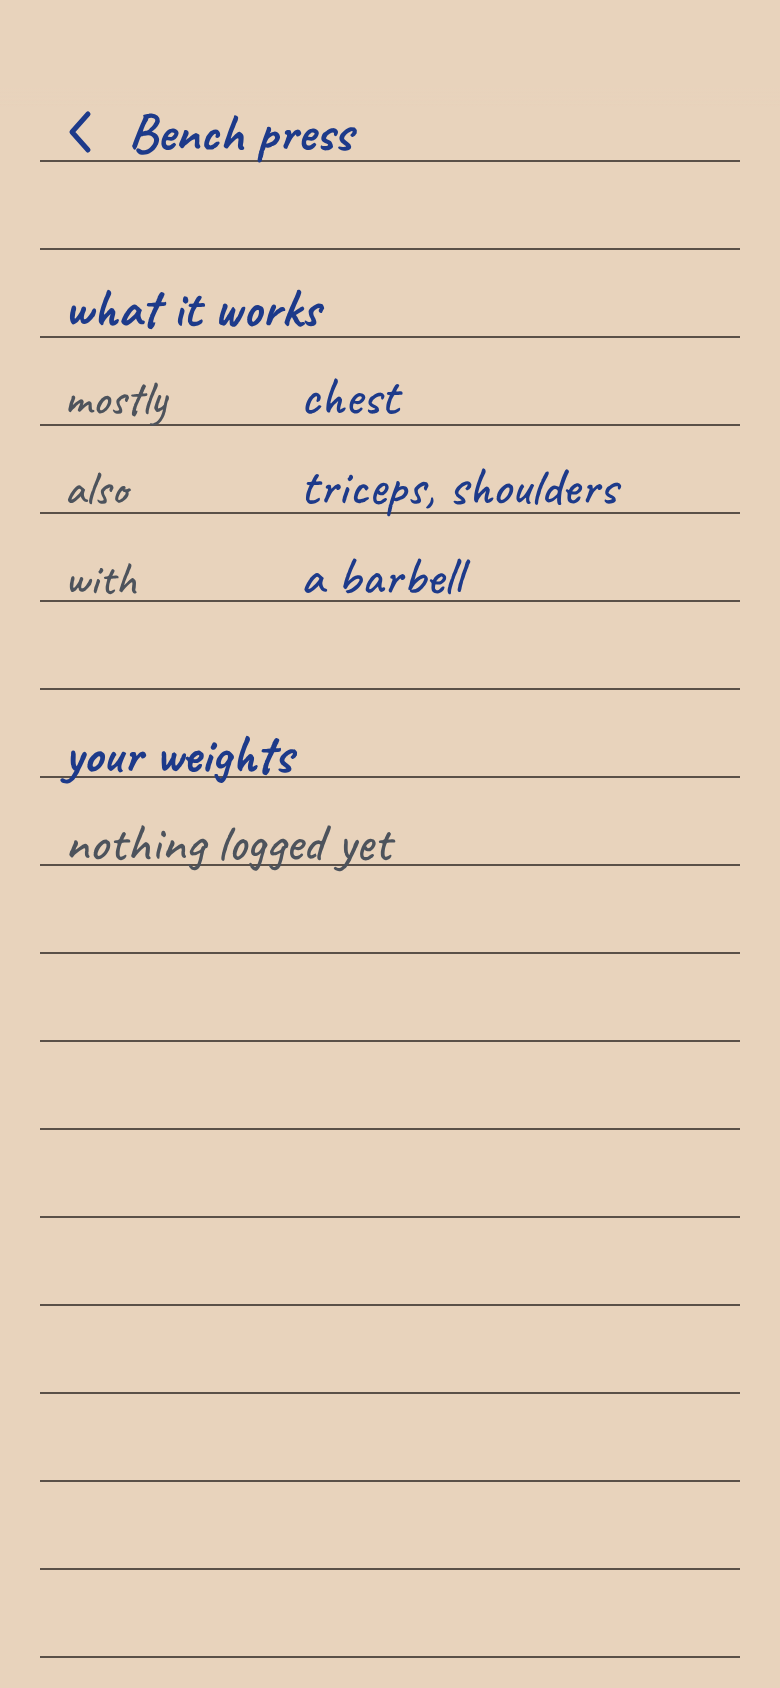 Bench press
what it works
mostly chest
also triceps, shoulders
with a barbell
your weights
nothing logged yet